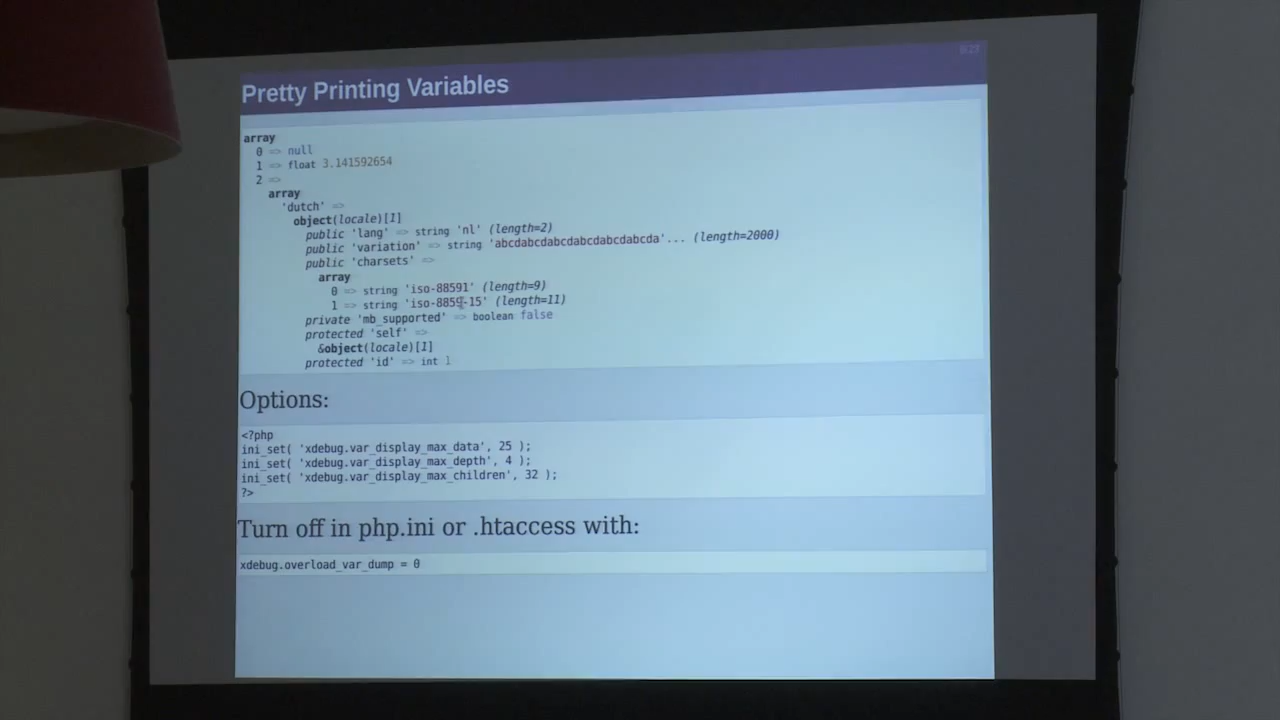 Pretty Printing Variables
array
0 => null
1 => float 3.141592654
2 =>
array
'dutch' =>
object(locale)[1]
public 'lang' => string 'nl' (length=2)
public 'variation' => string 'abcdabcdabcdabcdabcdabcda'... (length=2000)
public 'charsets' =>
array
0 => string 'iso-88591' (length=9)
1 => string 'iso-8859-15' (length=11)
private 'mb_supported' => boolean false
protected 'self' =>
&object(locale)[1]
protected 'id' => int 1
Options:
<?php
ini_set( 'xdebug.var_display_max_data', 25 );
ini_set( 'xdebug.var_display_max_depth', 4 );
ini_set( 'xdebug.var_display_max_children', 32 );
?>
Turn off in php.ini or .htaccess with:
xdebug.overload_var_dump = 0